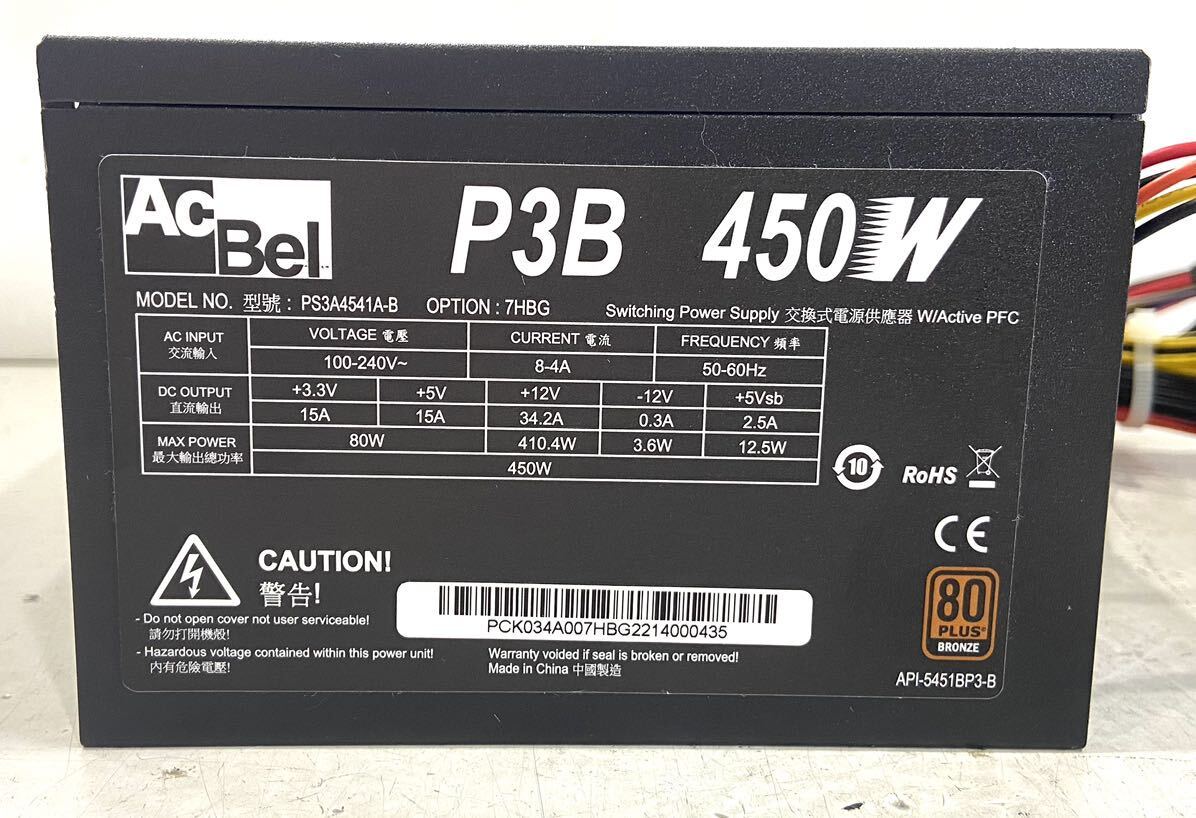 AcBel
P3B 450W
MODEL NO. 型號 : PS3A4541A-B OPTION : 7HBG Switching Power Supply 交換式電源供應器 W/Active PFC
AC INPUT 交流輸入 VOLTAGE 電壓 CURRENT 電流 FREQUENCY 頻率
100-240V~ 8-4A 50-60Hz
DC OUTPUT 直流輸出 +3.3V +5V +12V -12V +5Vsb
15A 15A 34.2A 0.3A 2.5A
MAX POWER 最大輸出總功率 80W 410.4W 3.6W 12.5W
450W
10 RoHS
CE
CAUTION!
警告!
- Do not open cover not user serviceable!
請勿打開機殼!
- Hazardous voltage contained within this power unit!
內有危險電壓!
PCK034A007HBG2214000435
Warranty voided if seal is broken or removed!
Made in China 中國製造
80
PLUS®
BRONZE
API-5451BP3-B